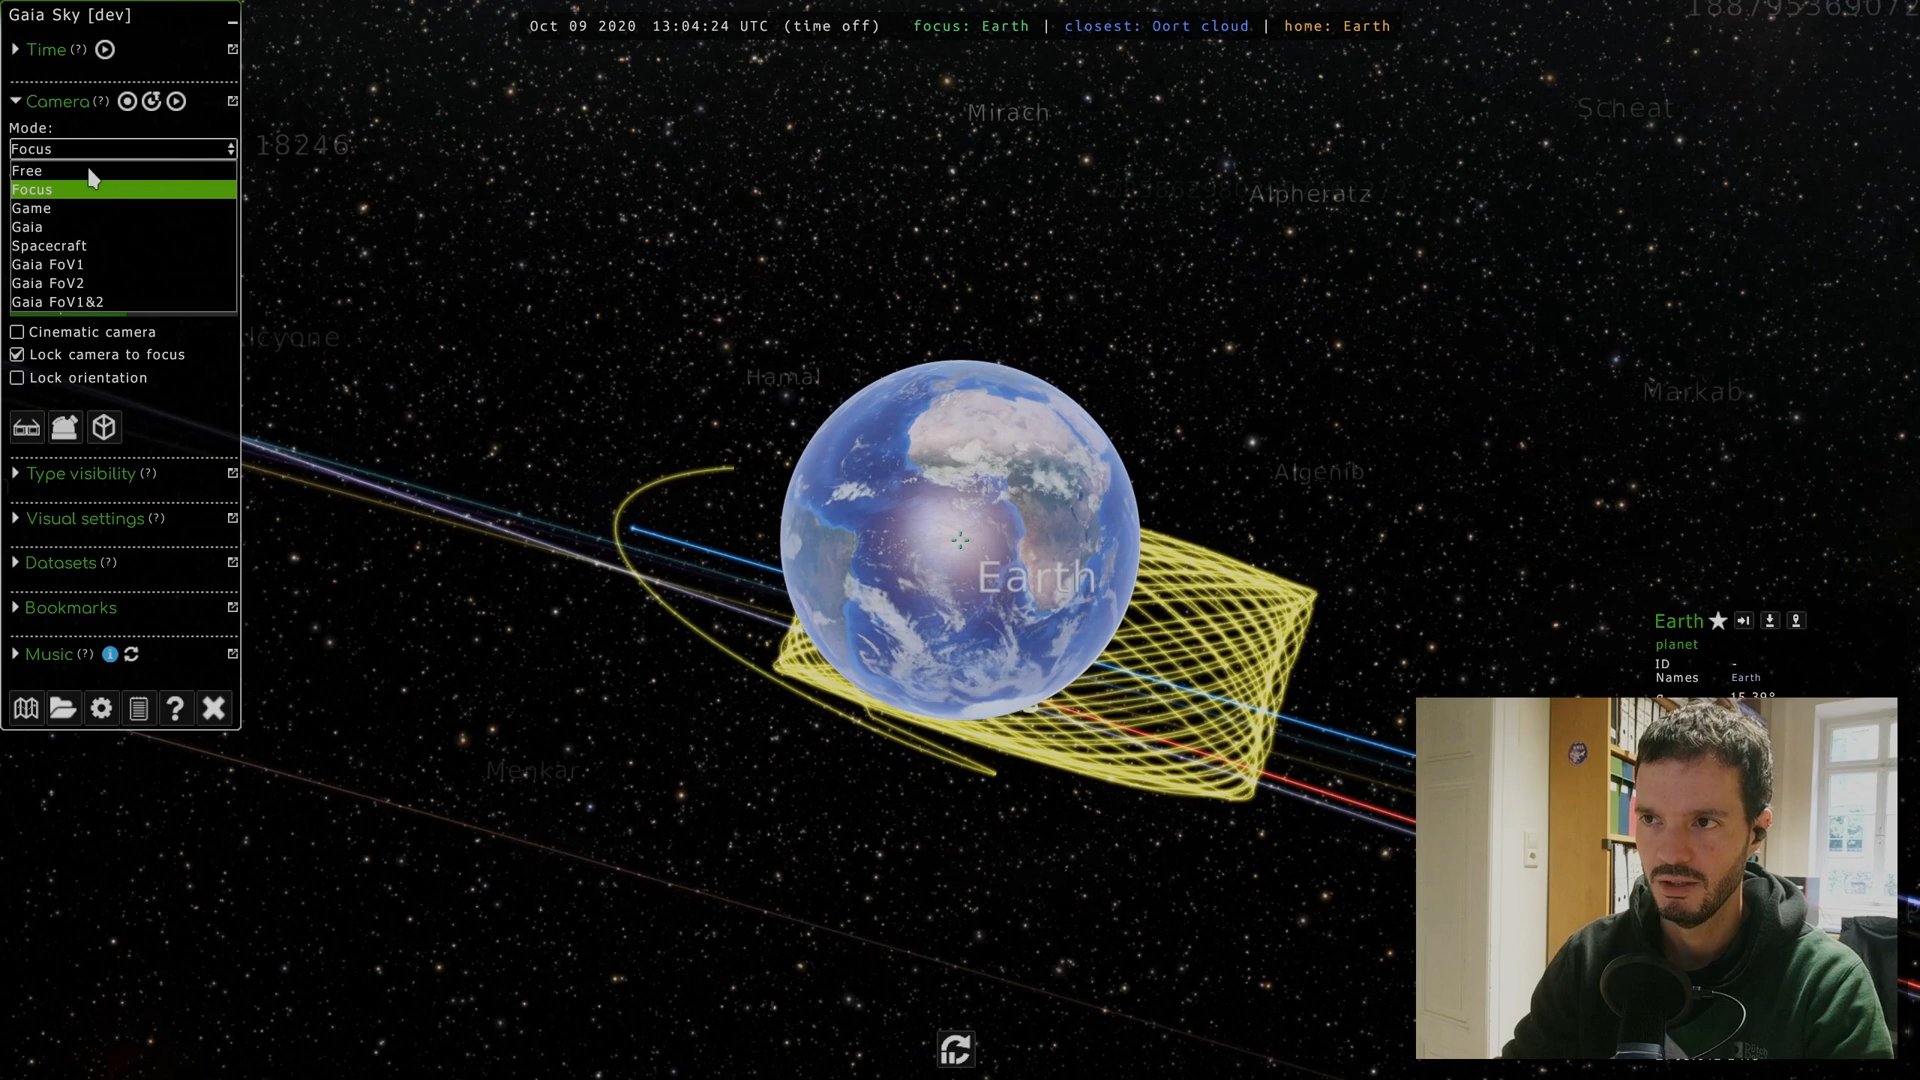 Gaia Sky [dev]
Oct 09 2020 13:04:24 UTC (time off) focus: Earth | closest: Oort cloud | home: Earth
Time (?)
Camera (?)
Mode:
Focus
Free
Focus
Game
Gaia
Spacecraft
Gaia FoV1
Gaia FoV2
Gaia FoV1&2
Cinematic camera
Lock camera to focus
Lock orientation
Type visibility (?)
Visual settings (?)
Datasets (?)
Bookmarks
Music (?)
18246
Mirach
Scheat
Alpheratz
Hamal
Markab
Algenib
Earth
Menkar
Earth
planet
ID -
Names Earth